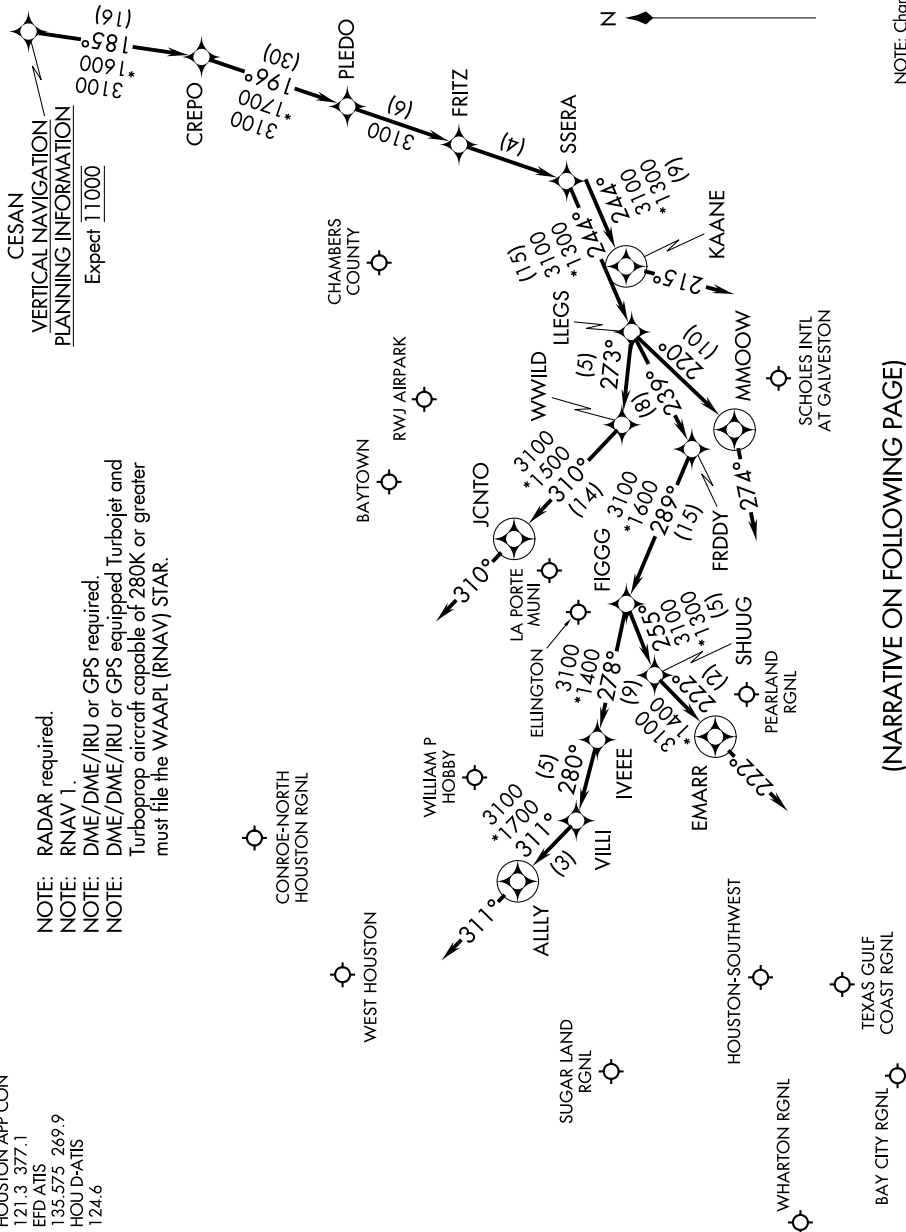 HOUSTON APP CON
121.3 377.1
EFD ATIS
135.575 269.9
HOU D-ATIS
124.6
NOTE: RADAR required.
NOTE: RNAV 1.
NOTE: DME/DME/IRU or GPS required.
NOTE: DME/DME/IRU or GPS equipped Turbojet and
Turboprop aircraft capable of 280K or greater
must file the WAAPL (RNAV) STAR.
CESAN
VERTICAL NAVIGATION
PLANNING INFORMATION
Expect 11000
(16)
185°
*1600
3100
CREPO
(30)
196°
*1700
3100
PLEDO
(6)
3100
FRITZ
(4)
SSERA
244°
3100
*1300
(9)
KAANE
215°
(15)
3100
*1300
244°
LLEGS
(5)
273°
WWILD
3100
*1500
310°
(14)
JCNTO
310°
(8)
239°
FRDDY
220°
(10)
MMOOW
274°
3100
*1600
289°
(15)
FIGGG
255°
3100
*1300
(5)
SHUUG
222°
(2)
3100
*1400
EMARR
222°
3100
*1400
278°
(9)
IVEEE
(5)
280°
VILLI
3100
*1700
311°
(3)
ALLLY
311°
CHAMBERS
COUNTY
RWJ AIRPARK
BAYTOWN
LA PORTE
MUNI
ELLINGTON
WILLIAM P
HOBBY
CONROE-NORTH
HOUSTON RGNL
WEST HOUSTON
SUGAR LAND
RGNL
HOUSTON-SOUTHWEST
WHARTON RGNL
BAY CITY RGNL
TEXAS GULF
COAST RGNL
PEARLAND
RGNL
SCHOLES INTL
AT GALVESTON
N
(NARRATIVE ON FOLLOWING PAGE)
NOTE: